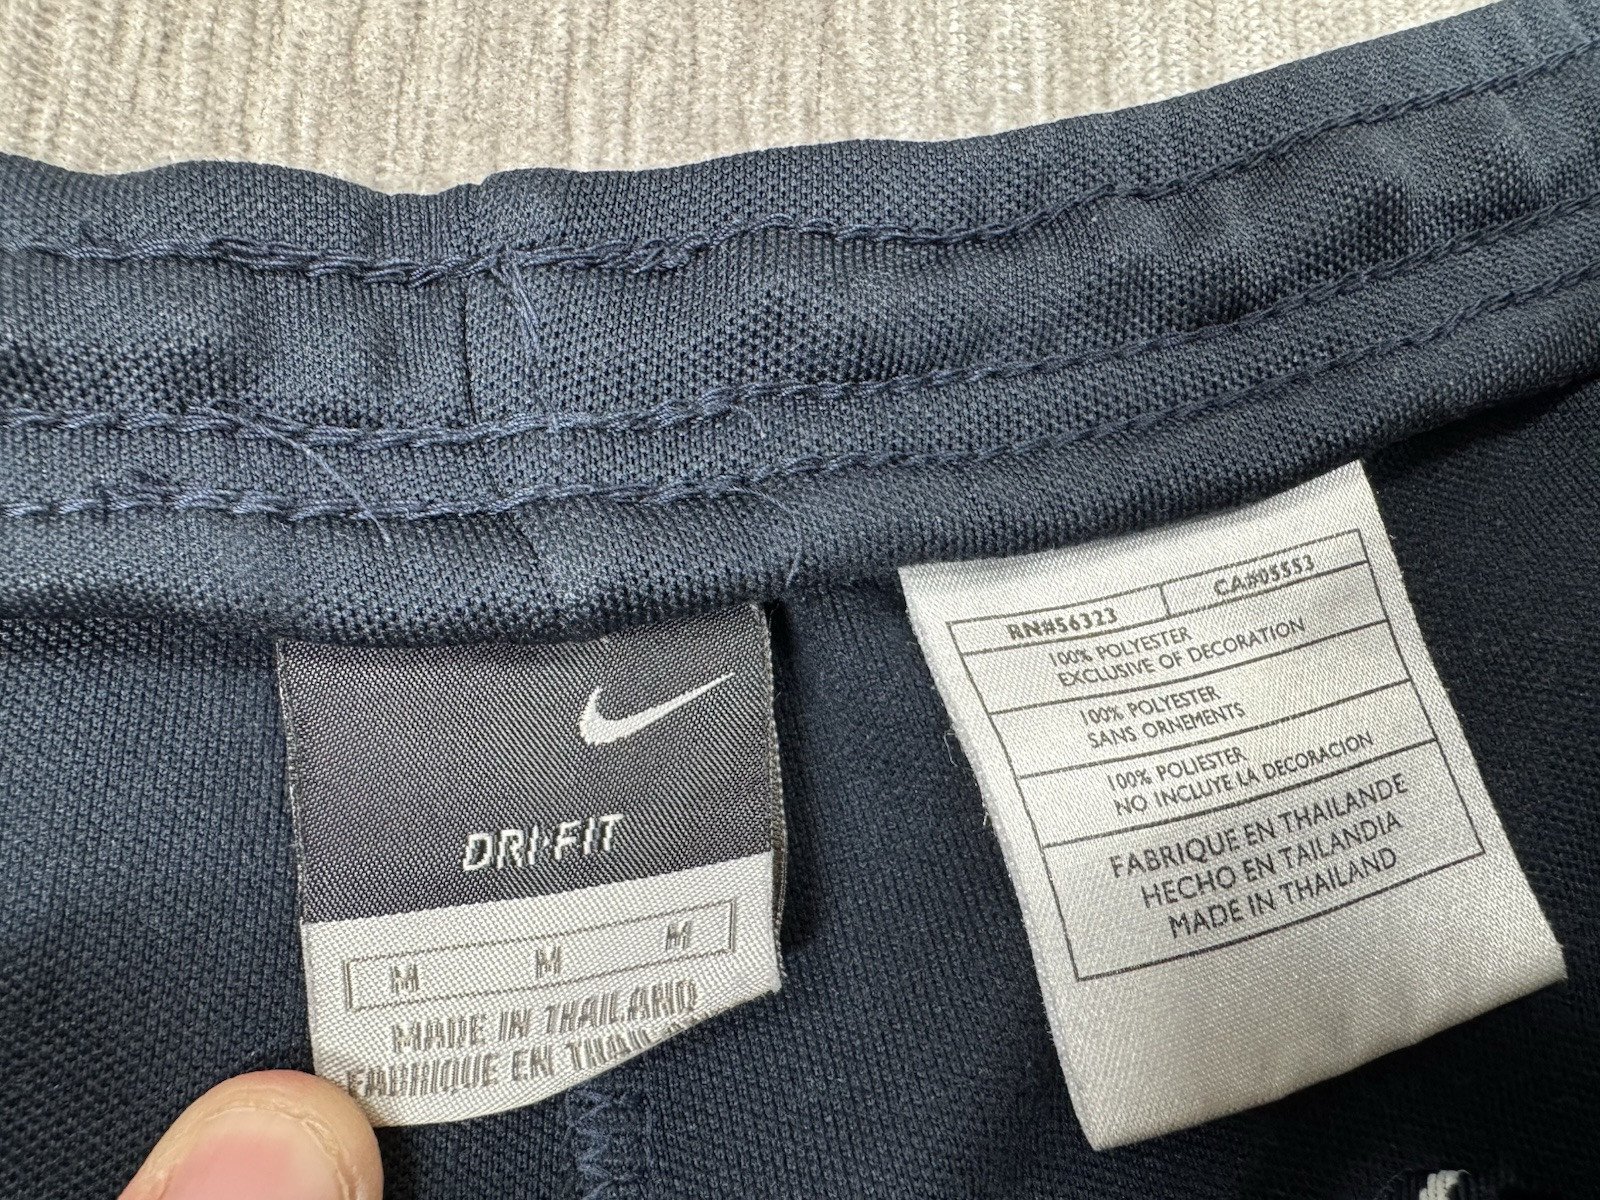 DRI-FIT
M M M
MADE IN THAILAND
FABRIQUE EN
RN#56323 CA#05553
100% POLYESTER
EXCLUSIVE OF DECORATION
100% POLYESTER
SANS ORNEMENTS
100% POLIESTER
NO INCLUYE LA DECORACION
FABRIQUE EN THAILANDE
HECHO EN TAILANDIA
MADE IN THAILAND